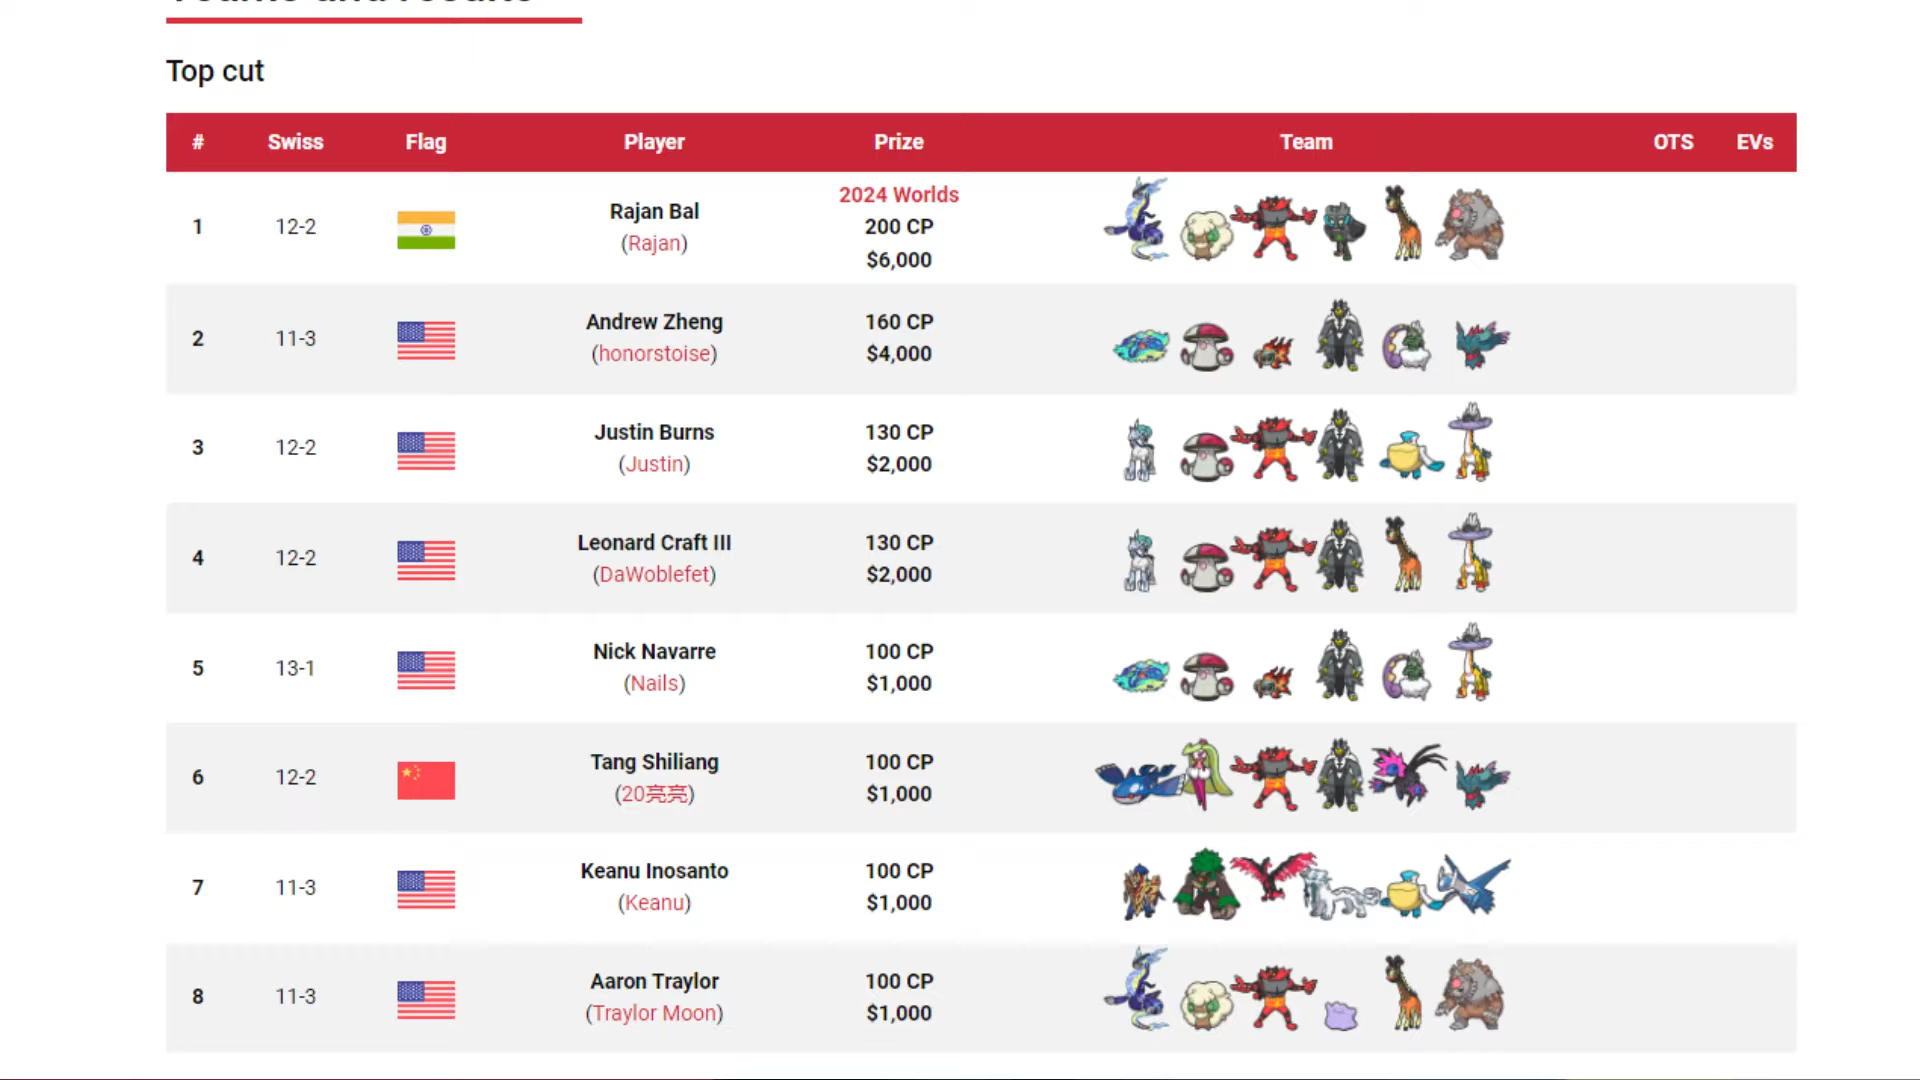 Teams and results
Top cut
# Swiss Flag Player Prize Team OTS EVs
2024 Worlds
1 12-2 Rajan Bal 200 CP
(Rajan) $6,000
2 11-3 Andrew Zheng 160 CP
(honorstoise) $4,000
3 12-2 Justin Burns 130 CP
(Justin) $2,000
4 12-2 Leonard Craft III 130 CP
(DaWoblefet) $2,000
5 13-1 Nick Navarre 100 CP
(Nails) $1,000
6 12-2 Tang Shiliang 100 CP
(20亮亮) $1,000
7 11-3 Keanu Inosanto 100 CP
(Keanu) $1,000
8 11-3 Aaron Traylor 100 CP
(Traylor Moon) $1,000